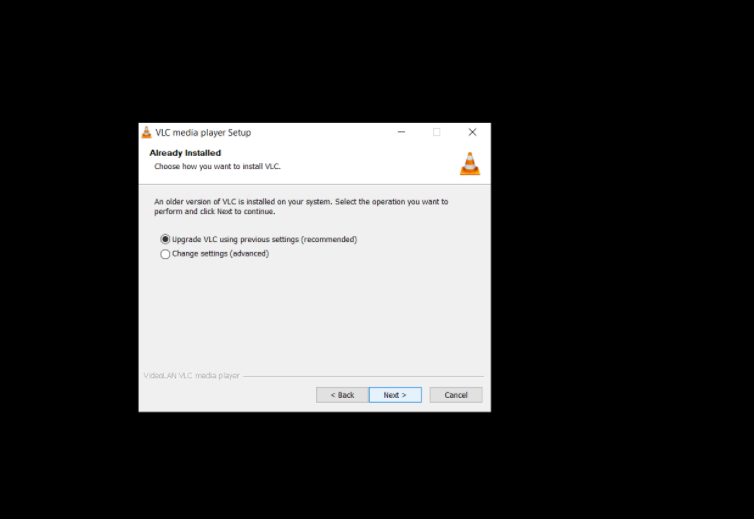 VLC media player Setup
Already Installed
Choose how you want to install VLC.
An older version of VLC is installed on your system. Select the operation you want to
perform and click Next to continue.
Upgrade VLC using previous settings (recommended)
Change settings (advanced)
VideoLAN VLC media player
< Back Next > Cancel